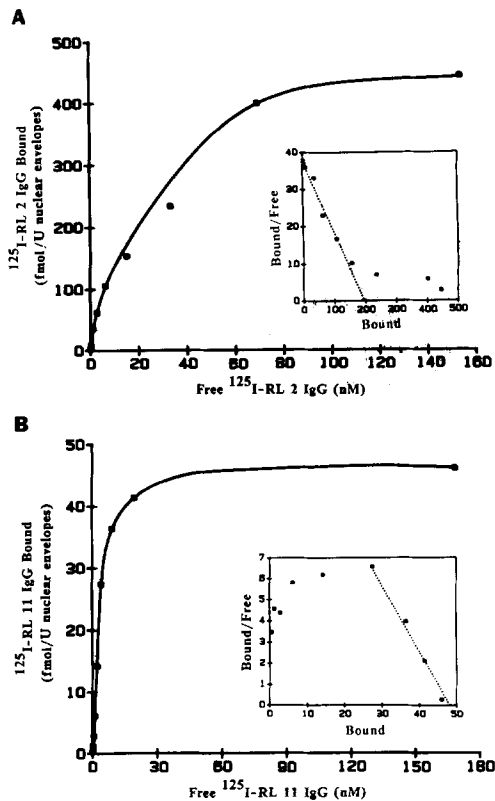 A
500
400
300
200
100
0
125I-RL 2 IgG Bound
(fmol/U nuclear envelopes)
0 20 40 60 80 100 120 140 160
Free 125I-RL 2 IgG (nM)
40
30
20
10
0
Bound/Free
0 100 200 300 400 500
Bound
B
50
40
30
20
10
0
125I-RL 11 IgG Bound
(fmol/U nuclear envelopes)
0 30 60 90 120 150 180
Free 125I-RL 11 IgG (nM)
7
6
5
4
3
2
1
0
Bound/Free
0 10 20 30 40 50
Bound